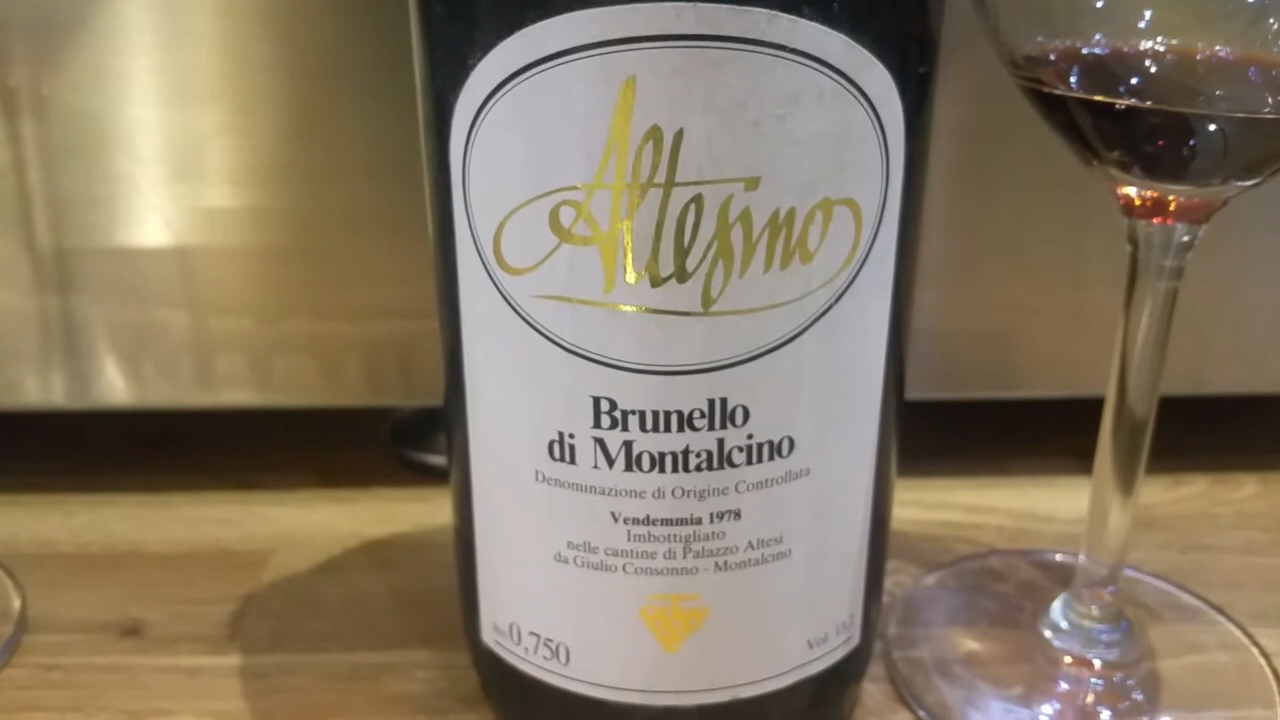 Altesino
Brunello
di Montalcino
Denominazione di Origine Controllata
Vendemmia 1978
Imbottigliato
nelle cantine di Palazzo Altesi
da Giulio Consonno - Montalcino
0,750
Vol.